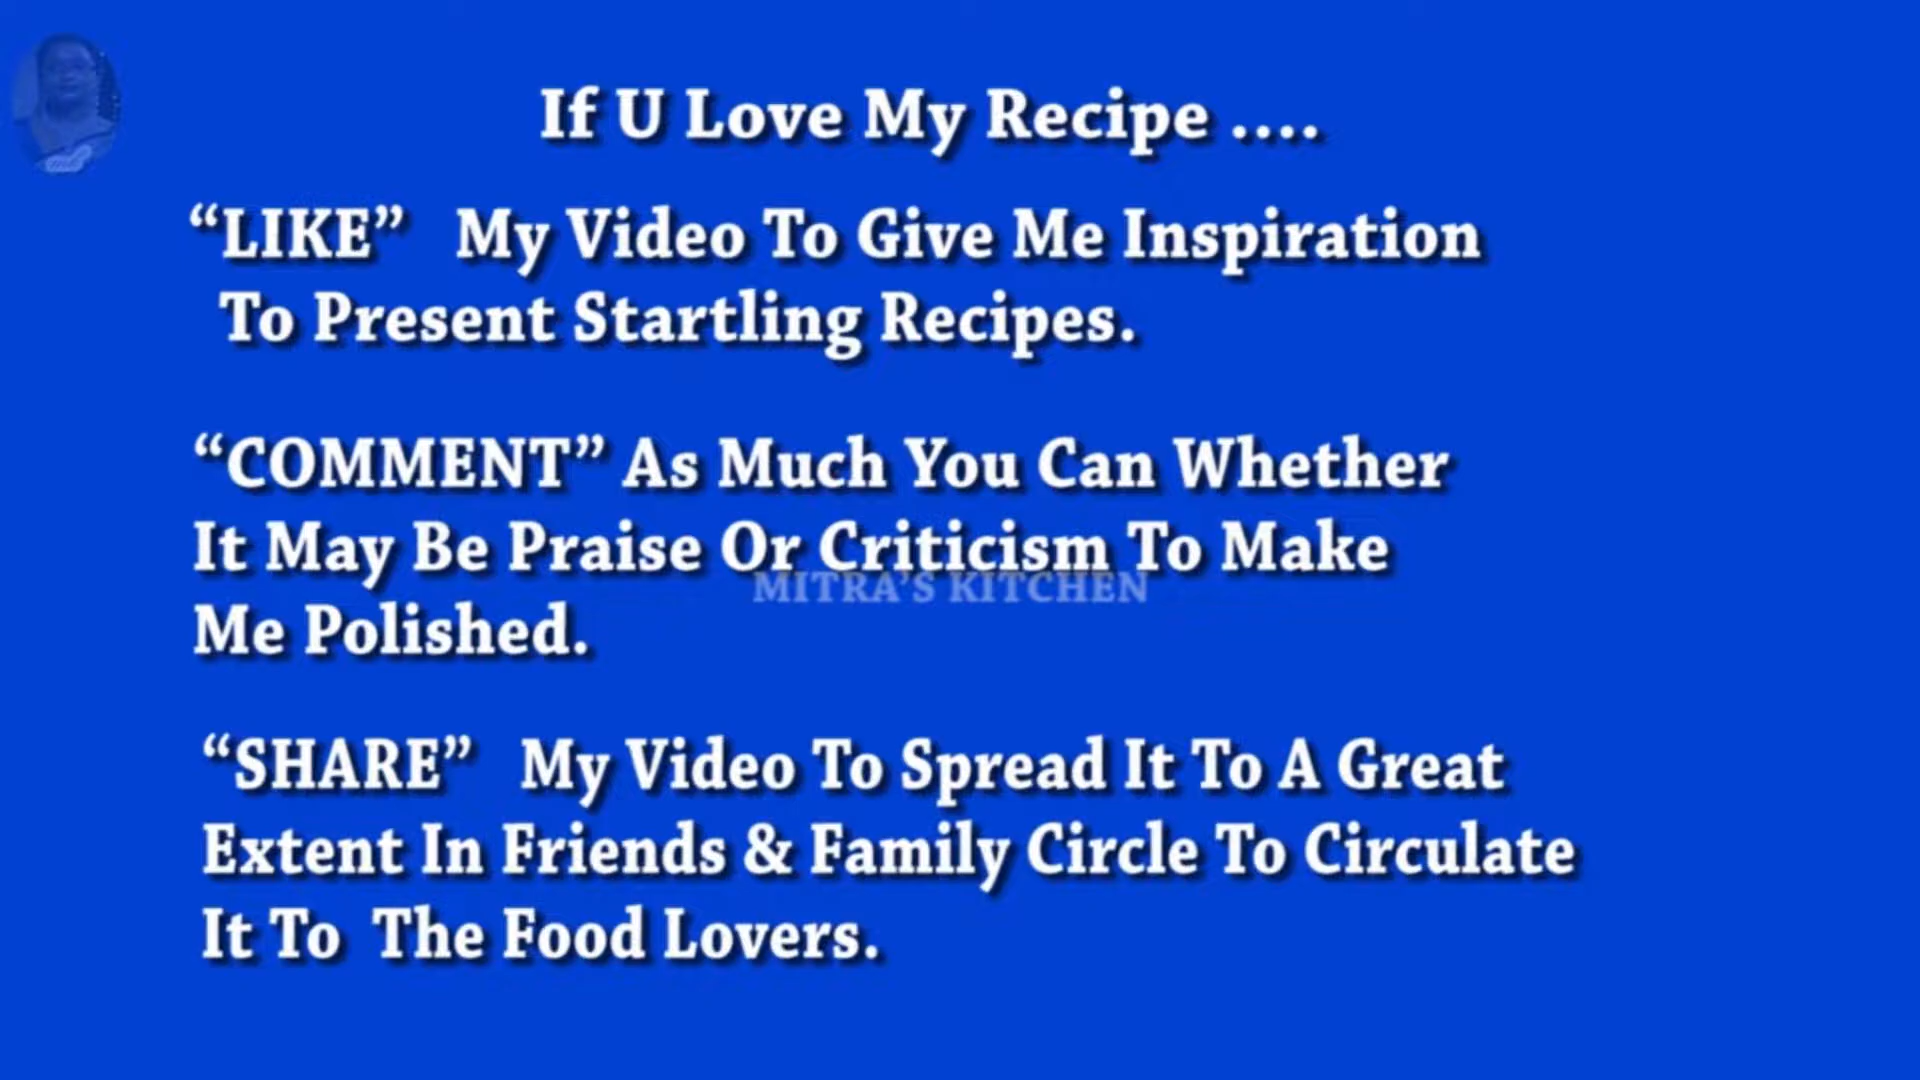 If U Love My Recipe ....
“LIKE” My Video To Give Me Inspiration
To Present Startling Recipes.
“COMMENT” As Much You Can Whether
It May Be Praise Or Criticism To Make
MITRA’S KITCHEN
Me Polished.
“SHARE” My Video To Spread It To A Great
Extent In Friends & Family Circle To Circulate
It To The Food Lovers.